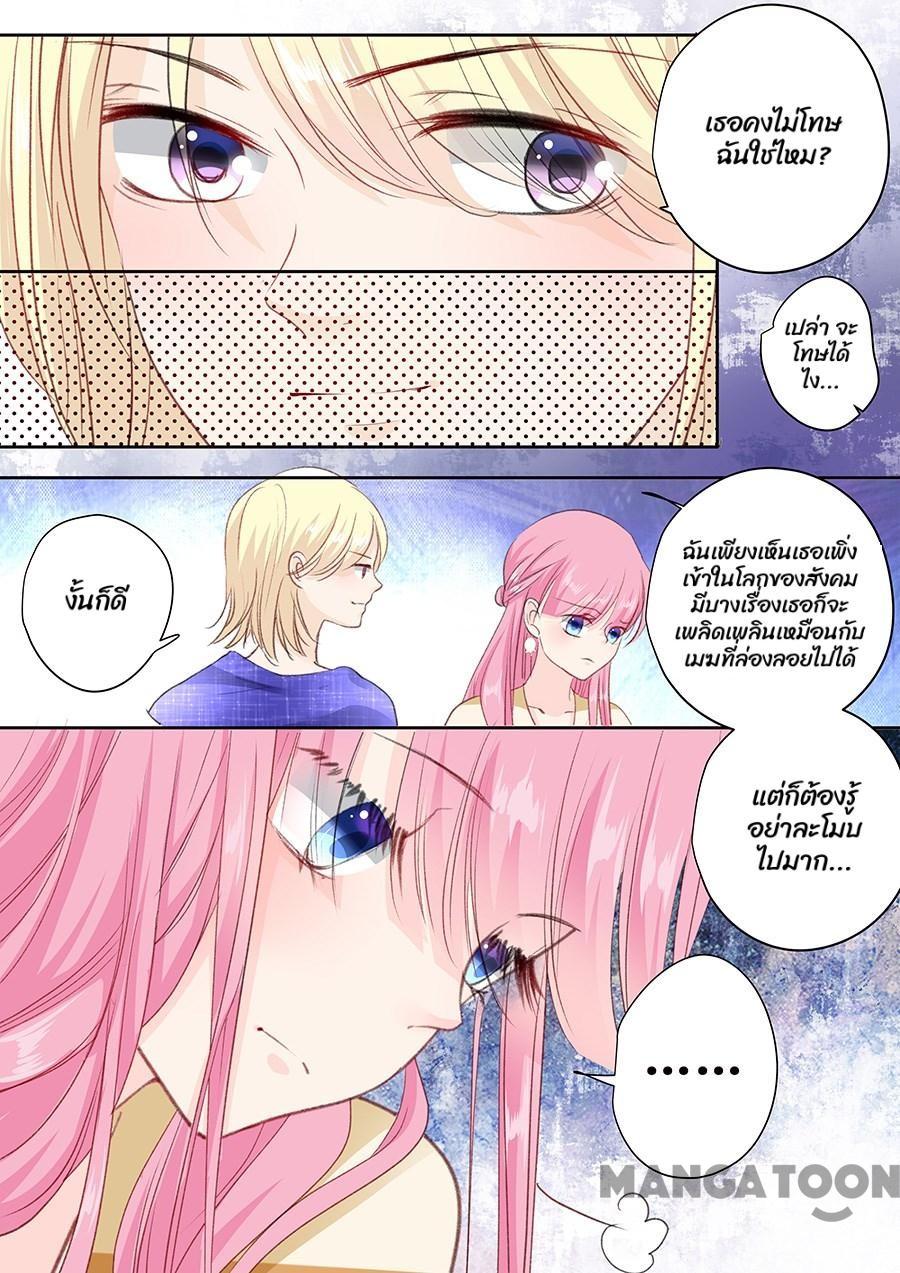 เธอคงไม่โทษ
ฉันใช่ไหม?
เปล่า จะ
โทษได้
ไง...
งั้นก็ดี
ฉันเพียงเห็นเธอเพิ่ง
เข้าในโลกของสังคม
มีบางเรื่องเธอก็จะ
เพลิดเพลินเหมือนกับ
เมฆที่ล่องลอยไปได้
แต่ก็ต้องรู้
อย่าละโมบ
ไปมาก...
......
MANGATOON